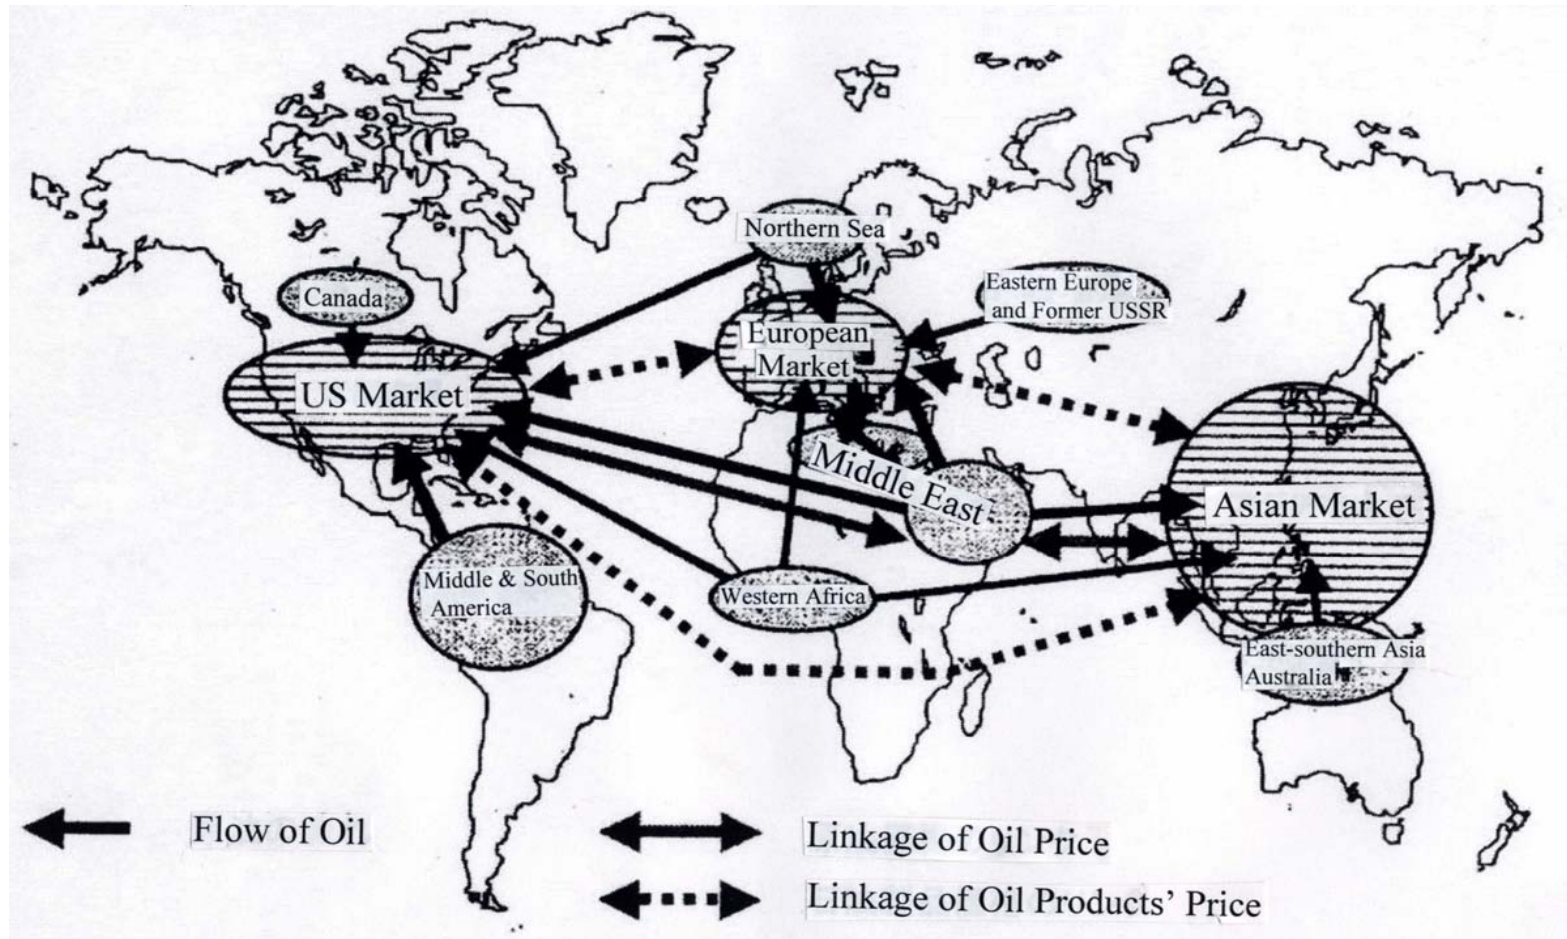 Northern Sea
Canada
Eastern Europe
and Former USSR
European
Market
US Market
Middle East
Asian Market
Middle & South
America
Western Africa
East-southern Asia
Australia
Flow of Oil
Linkage of Oil Price
Linkage of Oil Products' Price